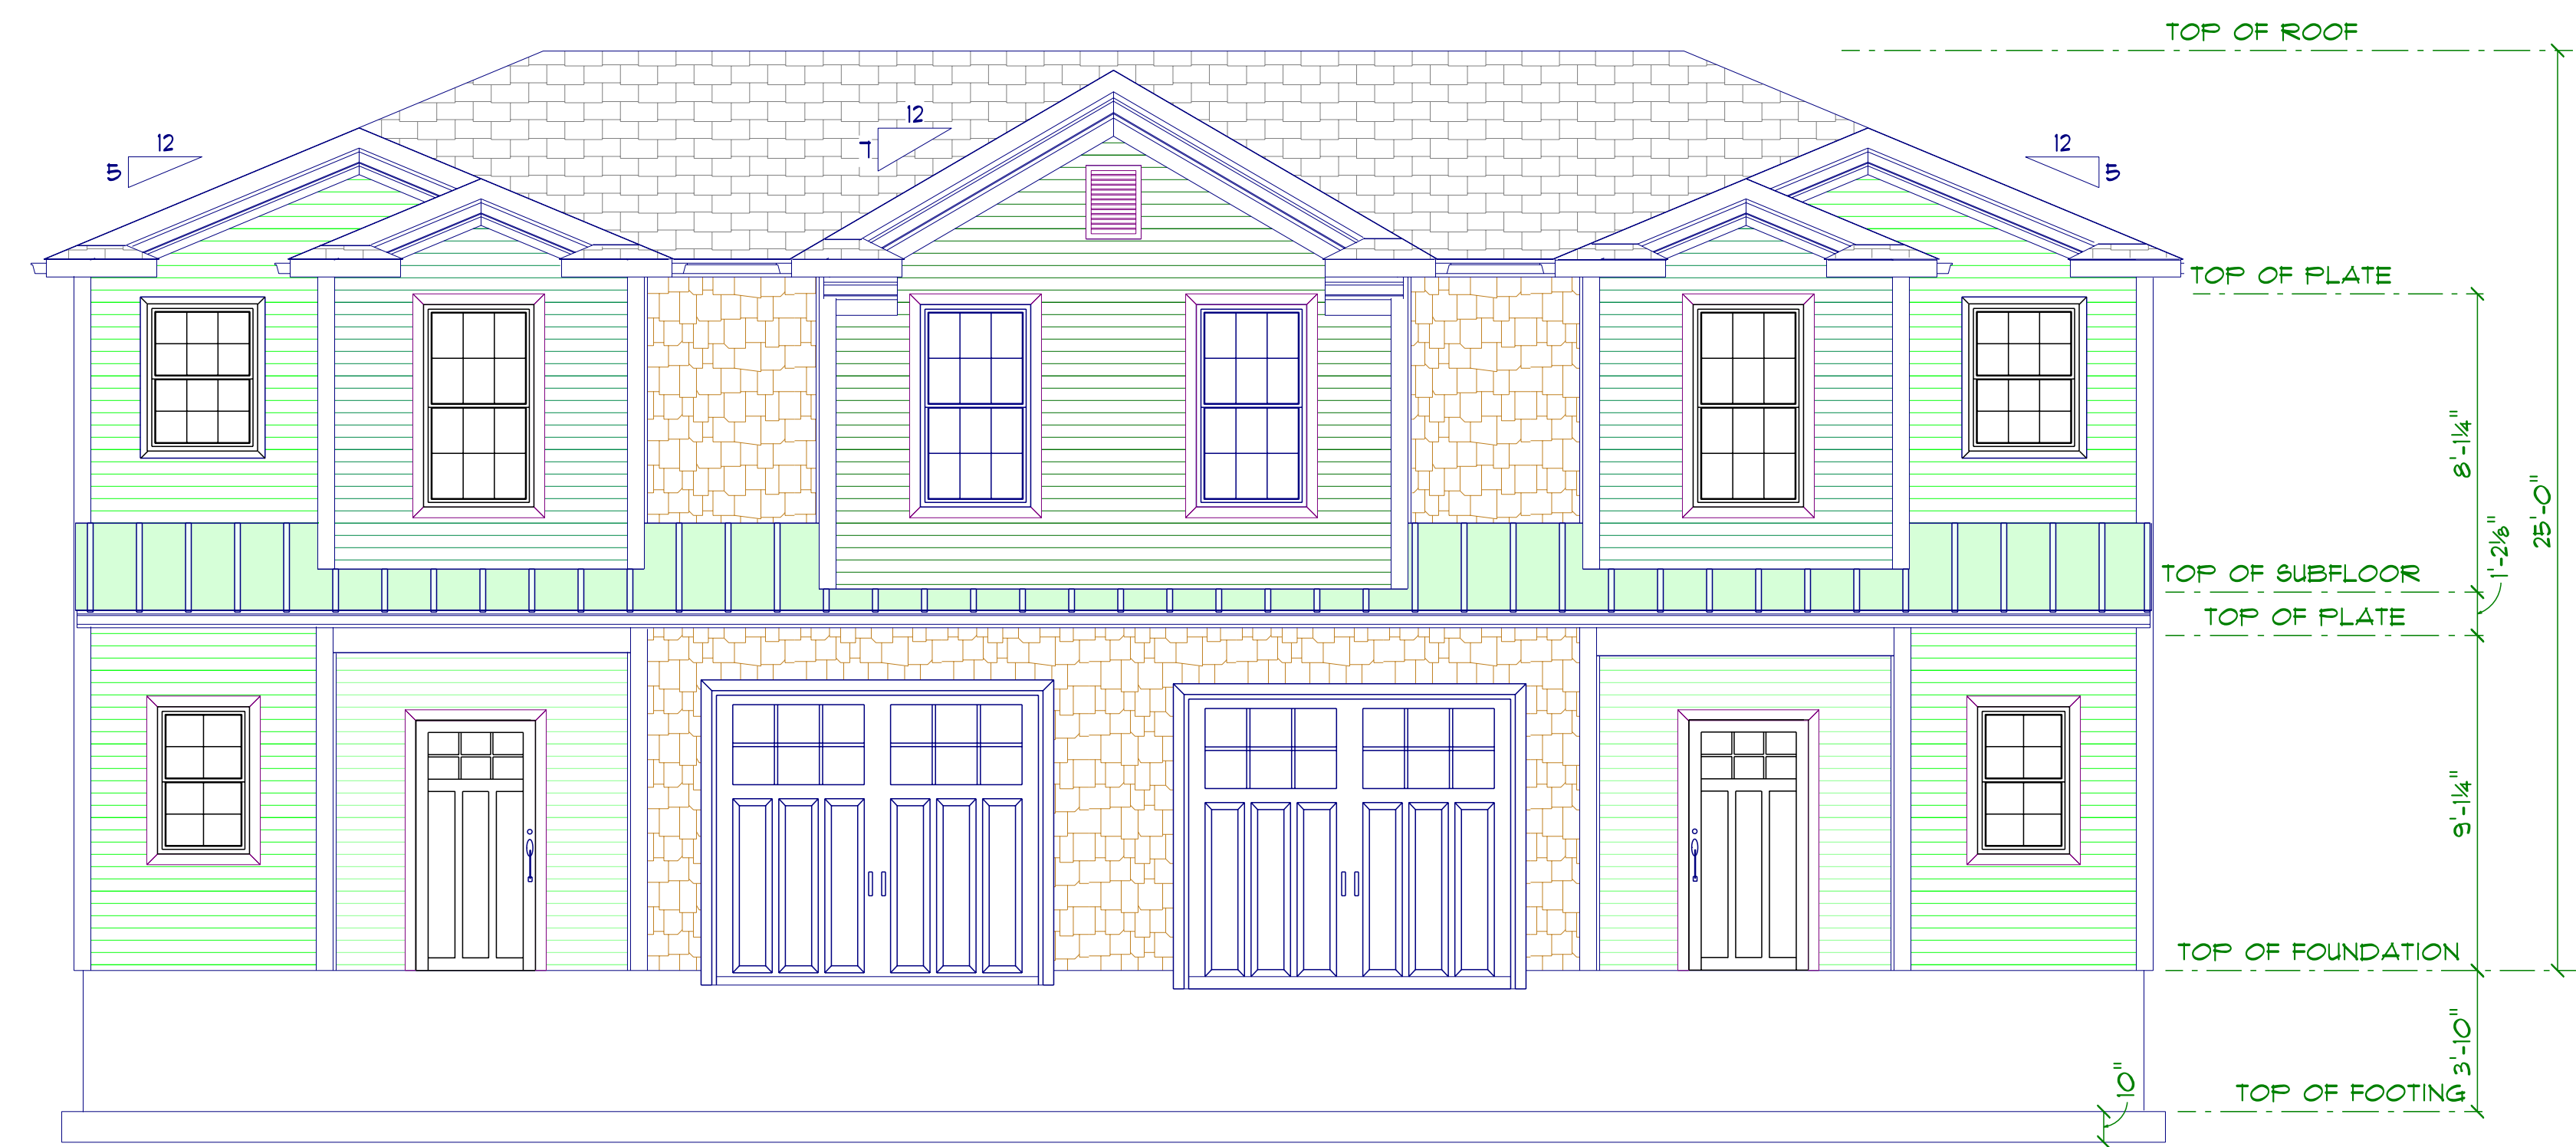 TOP OF ROOF
12
7
12
5
12
5
TOP OF PLATE
8'-1¼"
25'-0"
1'-2⅛"
TOP OF SUBFLOOR
TOP OF PLATE
9'-1¼"
TOP OF FOUNDATION
3'-10"
10"
TOP OF FOOTING